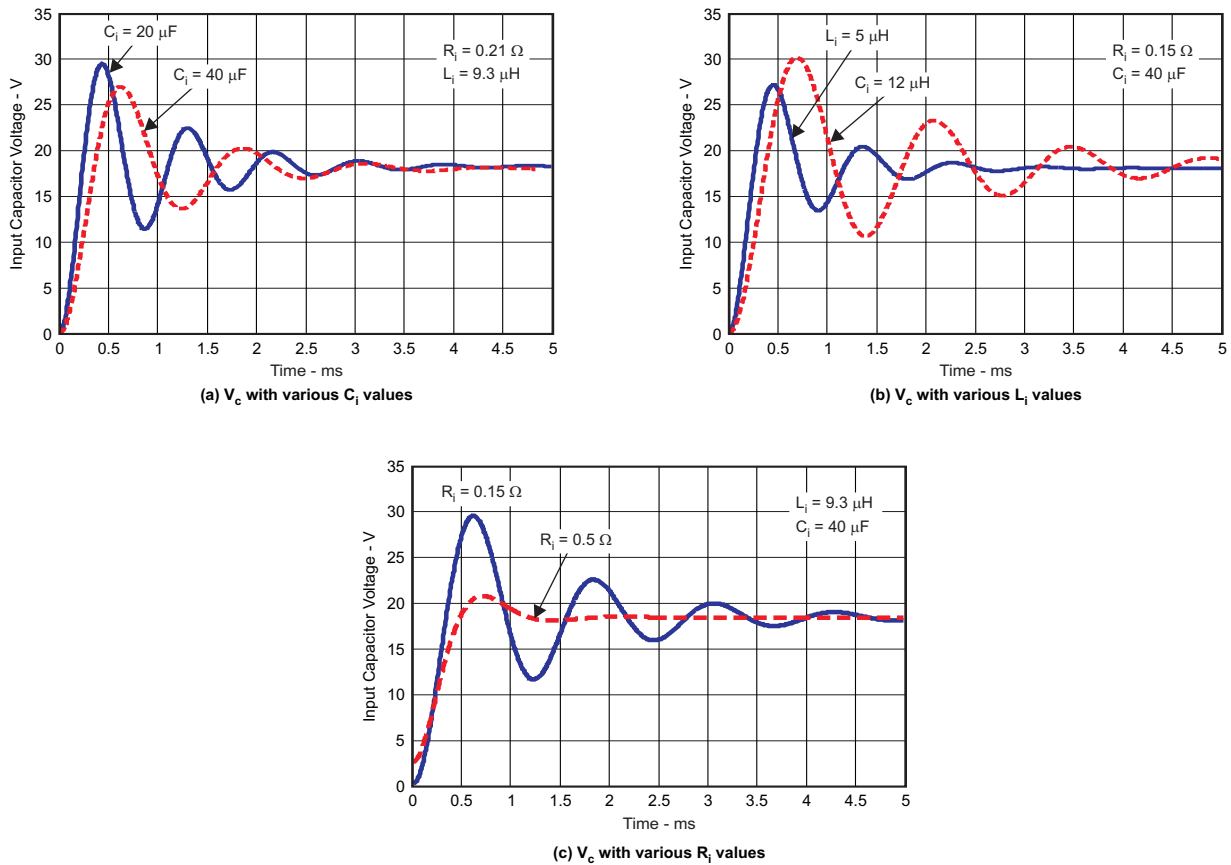 Input Capacitor Voltage - V
35
30
25
20
15
10
5
0
C_i = 20 μF
C_i = 40 μF
R_i = 0.21 Ω
L_i = 9.3 μH
0 0.5 1 1.5 2 2.5 3 3.5 4 4.5 5
Time - ms
(a) V_c with various C_i values
Input Capacitor Voltage - V
35
30
25
20
15
10
5
0
L_i = 5 μH
C_i = 12 μH
R_i = 0.15 Ω
C_i = 40 μF
0 0.5 1 1.5 2 2.5 3 3.5 4 4.5 5
Time - ms
(b) V_c with various L_i values
Input Capacitor Voltage - V
35
30
25
20
15
10
5
0
R_i = 0.15 Ω
R_i = 0.5 Ω
L_i = 9.3 μH
C_i = 40 μF
0 0.5 1 1.5 2 2.5 3 3.5 4 4.5 5
Time - ms
(c) V_c with various R_i values